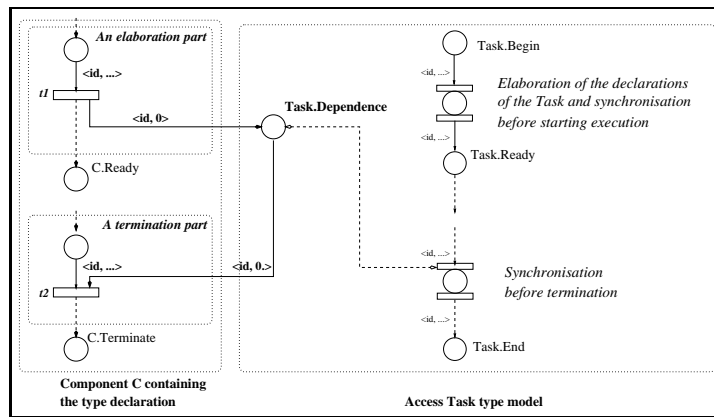 An elaboration part
<id, ...>
t1
<id, 0>
C.Ready
A termination part
<id, ...>
<id, 0.>
t2
C.Terminate
Component C containing
the type declaration
Task.Dependence
Task.Begin
<id, ...>
Elaboration of the declarations
of the Task and synchronisation
before starting execution
<id, ...>
Task.Ready
<id, ...>
Synchronisation
before termination
<id, ...>
Task.End
Access Task type model